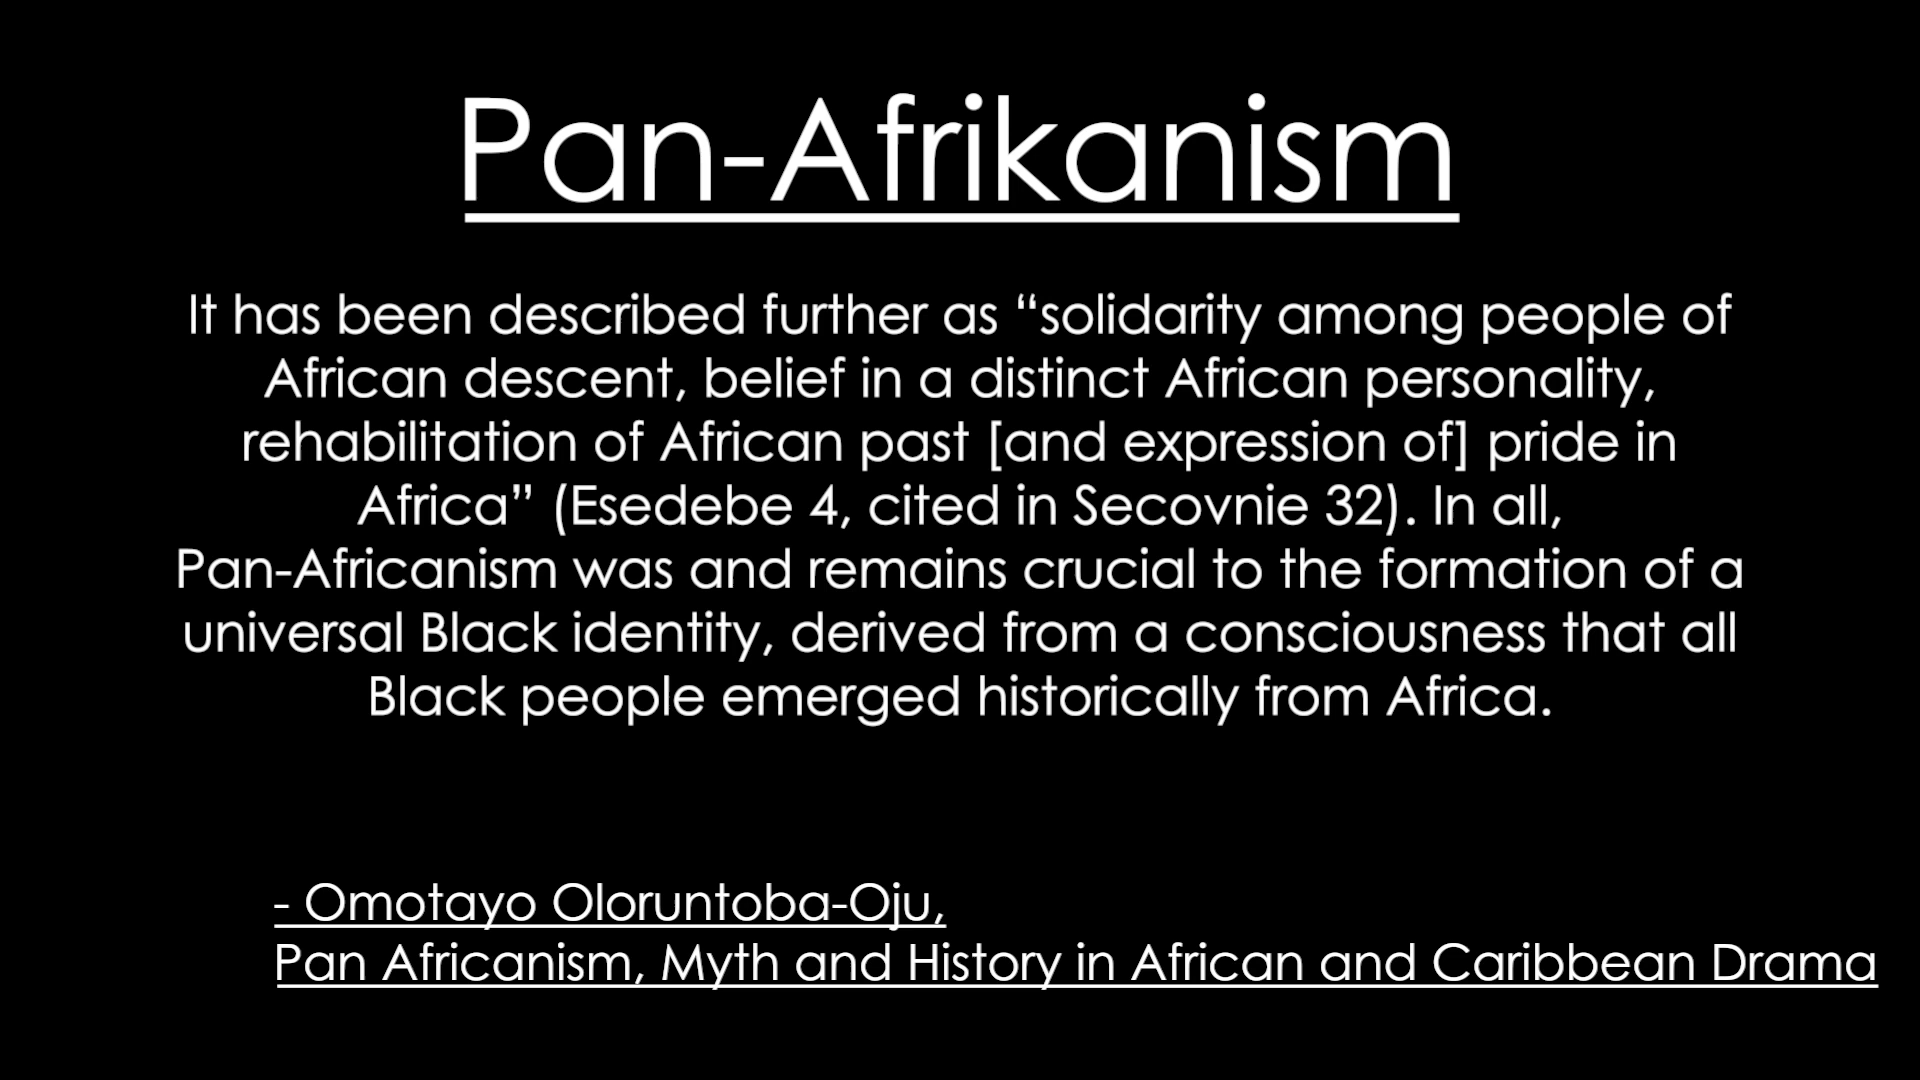 Pan-Afrikanism
It has been described further as “solidarity among people of
African descent, belief in a distinct African personality,
rehabilitation of African past [and expression of] pride in
Africa” (Esedebe 4, cited in Secovnie 32). In all,
Pan-Africanism was and remains crucial to the formation of a
universal Black identity, derived from a consciousness that all
Black people emerged historically from Africa.
- Omotayo Oloruntoba-Oju,
Pan Africanism, Myth and History in African and Caribbean Drama